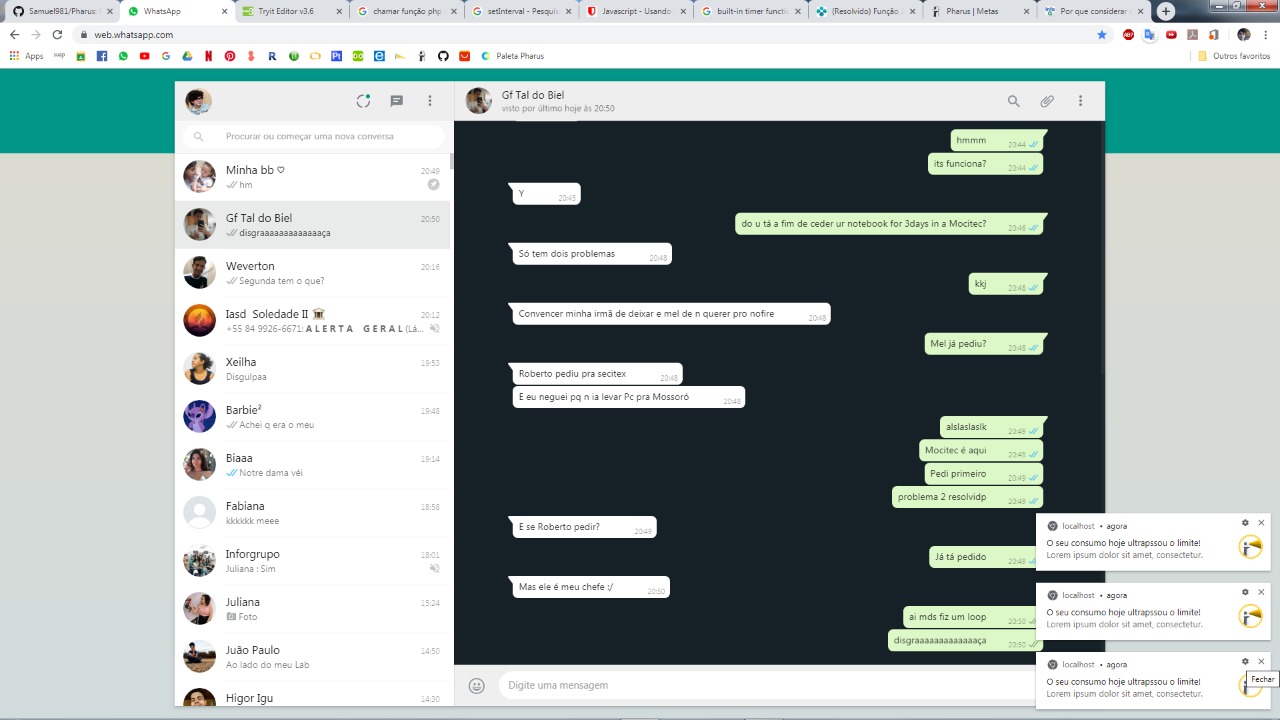 Samuel981/Pharus: WhatsApp Tryit Editor v3.6 chamar função php setInterval - Pesquis Javascript - Usando built-in timer functi (Resolvido) Função J Pharus | Metas Por que considerar
web.whatsapp.com
Apps Paleta Pharus Outros favoritos
Procurar ou começar uma nova conversa
Minha bb ♡ 20:49
hm
Gf Tal do Biel 20:50
disgraaaaaaaaaaaaaça
Weverton 20:16
Segunda tem o que?
Iasd Soledade II 🏛 20:12
+55 84 9926-6671: A L E R T A G E R A L (Lá...
Xeilha 19:53
Disgulpaa
Barbie² 19:48
Achei q era o meu
Biaaa 19:14
Notre dama véi
Fabiana 18:58
kkkkkk meee
Inforgrupo 18:01
Juliana : Sim
Juliana 15:24
Foto
Juão Paulo 14:50
Ao lado do meu Lab
Higor Igu 14:30
Gf Tal do Biel
visto por último hoje às 20:50
hmmm 20:44
its funciona? 20:44
Y 20:45
do u tá a fim de ceder ur notebook for 3days in a Mocitec? 20:46
Só tem dois problemas 20:48
kkj 20:48
Convencer minha irmã de deixar e mel de n querer pro nofire 20:48
Mel já pediu? 20:48
Roberto pediu pra secitex 20:48
E eu neguei pq n ia levar Pc pra Mossoró 20:48
alslaslaslk 20:49
Mocitec é aqui 20:49
Pedi primeiro 20:49
problema 2 resolvidp 20:49
E se Roberto pedir? 20:49
Já tá pedido 20:49
Mas ele é meu chefe :/ 20:50
ai mds fiz um loop 20:50
disgraaaaaaaaaaaaaça 20:50
Digite uma mensagem
localhost • agora
O seu consumo hoje ultrapssou o limite!
Lorem ipsum dolor sit amet, consectetur.
localhost • agora
O seu consumo hoje ultrapssou o limite!
Lorem ipsum dolor sit amet, consectetur.
localhost • agora
O seu consumo hoje ultrapssou o limite!
Lorem ipsum dolor sit amet, consectetur.
Fechar